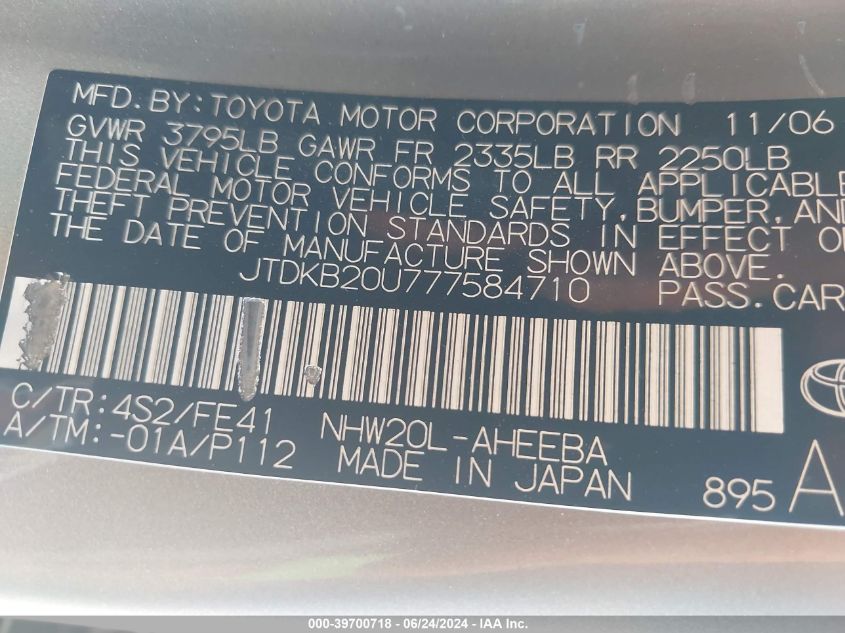 MFD. BY: TOYOTA MOTOR CORPORATION 11/06
GVWR 3795LB GAWR FR 2335LB RR 2250LB
THIS VEHICLE CONFORMS TO ALL APPLICABLE
FEDERAL MOTOR VEHICLE SAFETY, BUMPER, AND
THEFT PREVENTION STANDARDS IN EFFECT O
THE DATE OF MANUFACTURE SHOWN ABOVE.
JTDKB20U777584710 PASS. CAR
C/TR: 4S2/FE41 NHW20L-AHEEBA
A/TM: -01A/P112 MADE IN JAPAN 895 A
000-39700718 - 06/24/2024 - IAA Inc.